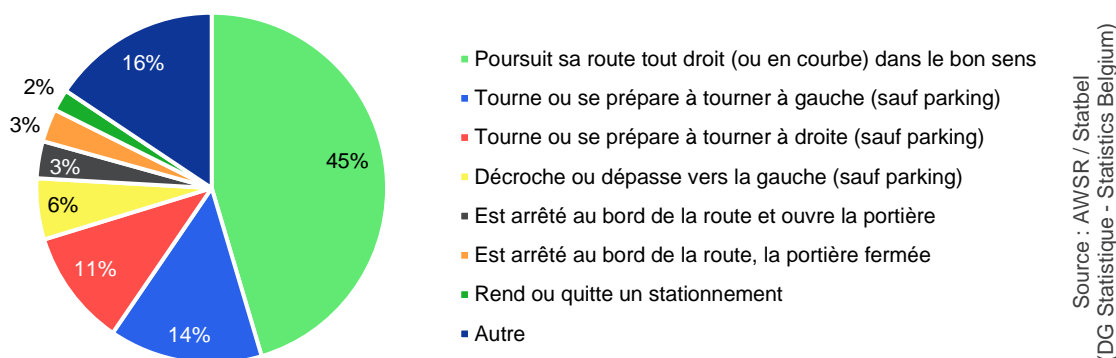 16%
2%
3%
3%
6%
11%
14%
45%
Poursuit sa route tout droit (ou en courbe) dans le bon sens
Tourne ou se prépare à tourner à gauche (sauf parking)
Tourne ou se prépare à tourner à droite (sauf parking)
Décroche ou dépasse vers la gauche (sauf parking)
Est arrêté au bord de la route et ouvre la portière
Est arrêté au bord de la route, la portière fermée
Rend ou quitte un stationnement
Autre
Source : AWSR / Statbel
(DG Statistique - Statistics Belgium)